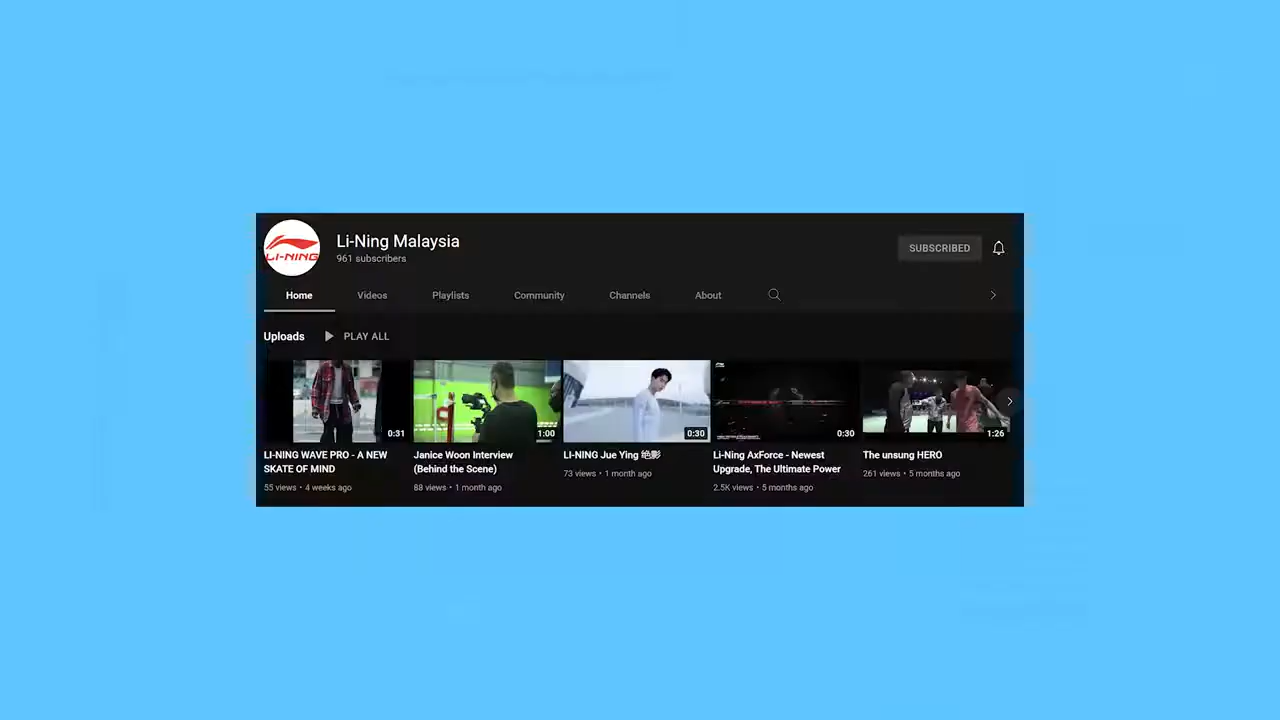 LI-NING
Li-Ning Malaysia
961 subscribers
SUBSCRIBED
Home
Videos
Playlists
Community
Channels
About
Uploads
PLAY ALL
0:31
1:00
0:30
0:30
1:26
LI-NING WAVE PRO - A NEW
SKATE OF MIND
55 views • 4 weeks ago
Janice Woon Interview
(Behind the Scene)
88 views • 1 month ago
LI-NING Jue Ying 绝影
73 views • 1 month ago
Li-Ning AxForce - Newest
Upgrade, The Ultimate Power
2.5K views • 5 months ago
The unsung HERO
261 views • 5 months ago